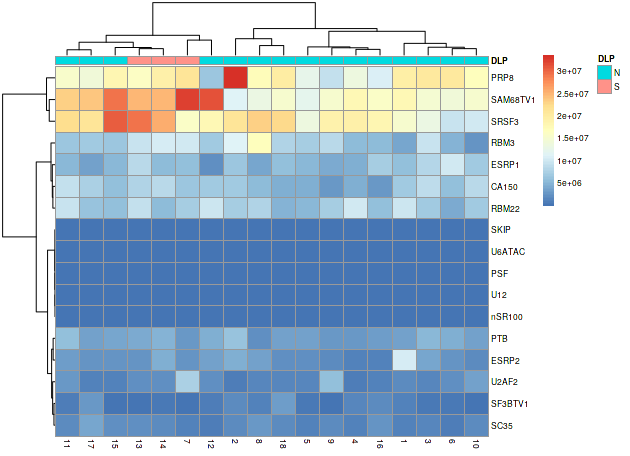 DLP
PRP8
SAM68TV1
SRSF3
RBM3
ESRP1
CA150
RBM22
SKIP
U6ATAC
PSF
U12
nSR100
PTB
ESRP2
U2AF2
SF3BTV1
SC35
11 17 15 13 14 7 12 2 8 18 5 9 4 16 1 3 6 10
3e+07
2.5e+07
2e+07
1.5e+07
1e+07
5e+06
DLP
N
S